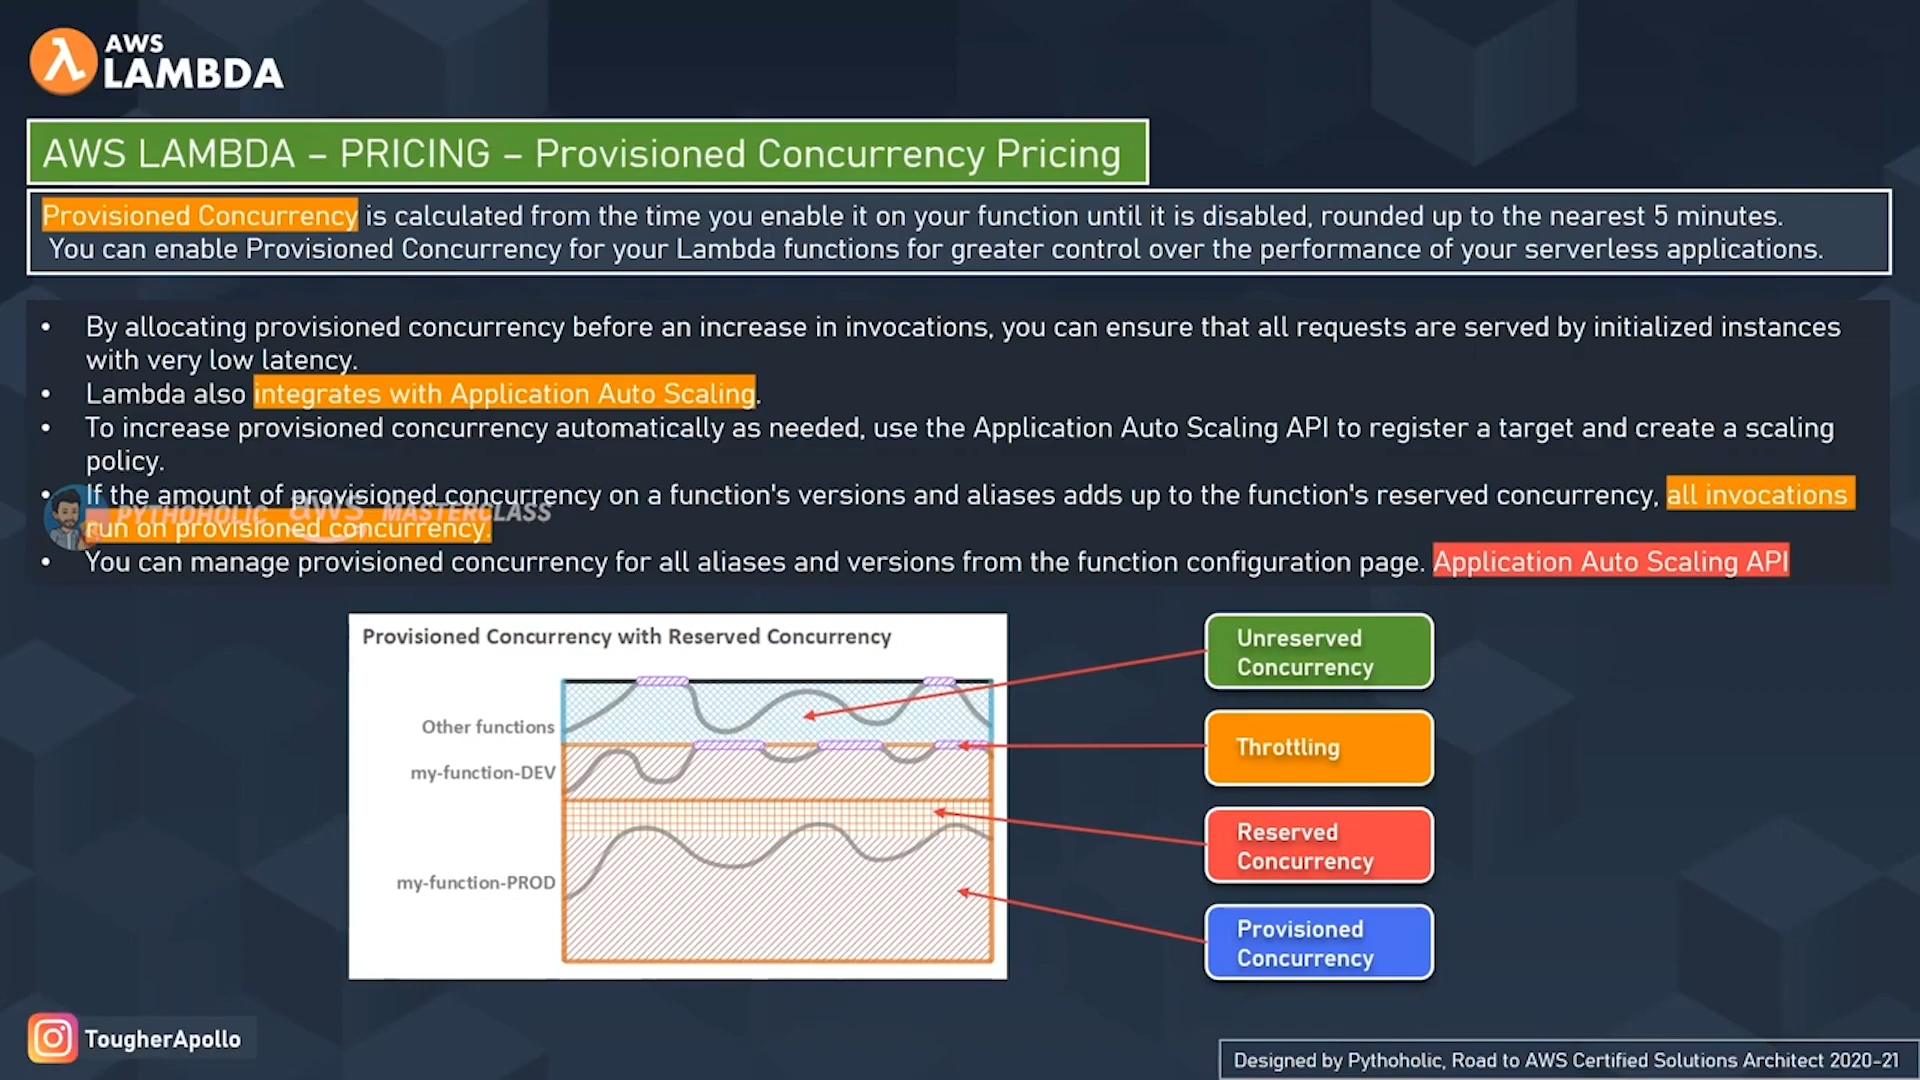 AWS
LAMBDA
AWS LAMBDA – PRICING – Provisioned Concurrency Pricing
Provisioned Concurrency is calculated from the time you enable it on your function until it is disabled, rounded up to the nearest 5 minutes.
You can enable Provisioned Concurrency for your Lambda functions for greater control over the performance of your serverless applications.
• By allocating provisioned concurrency before an increase in invocations, you can ensure that all requests are served by initialized instances
with very low latency.
• Lambda also integrates with Application Auto Scaling.
• To increase provisioned concurrency automatically as needed, use the Application Auto Scaling API to register a target and create a scaling
policy.
• If the amount of provisioned concurrency on a function's versions and aliases adds up to the function's reserved concurrency, all invocations
run on provisioned concurrency.
PYTHOHOLIC aws MASTERCLASS
• You can manage provisioned concurrency for all aliases and versions from the function configuration page. Application Auto Scaling API
Provisioned Concurrency with Reserved Concurrency
Other functions
my-function-DEV
my-function-PROD
Unreserved
Concurrency
Throttling
Reserved
Concurrency
Provisioned
Concurrency
TougherApollo
Designed by Pythoholic, Road to AWS Certified Solutions Architect 2020-21